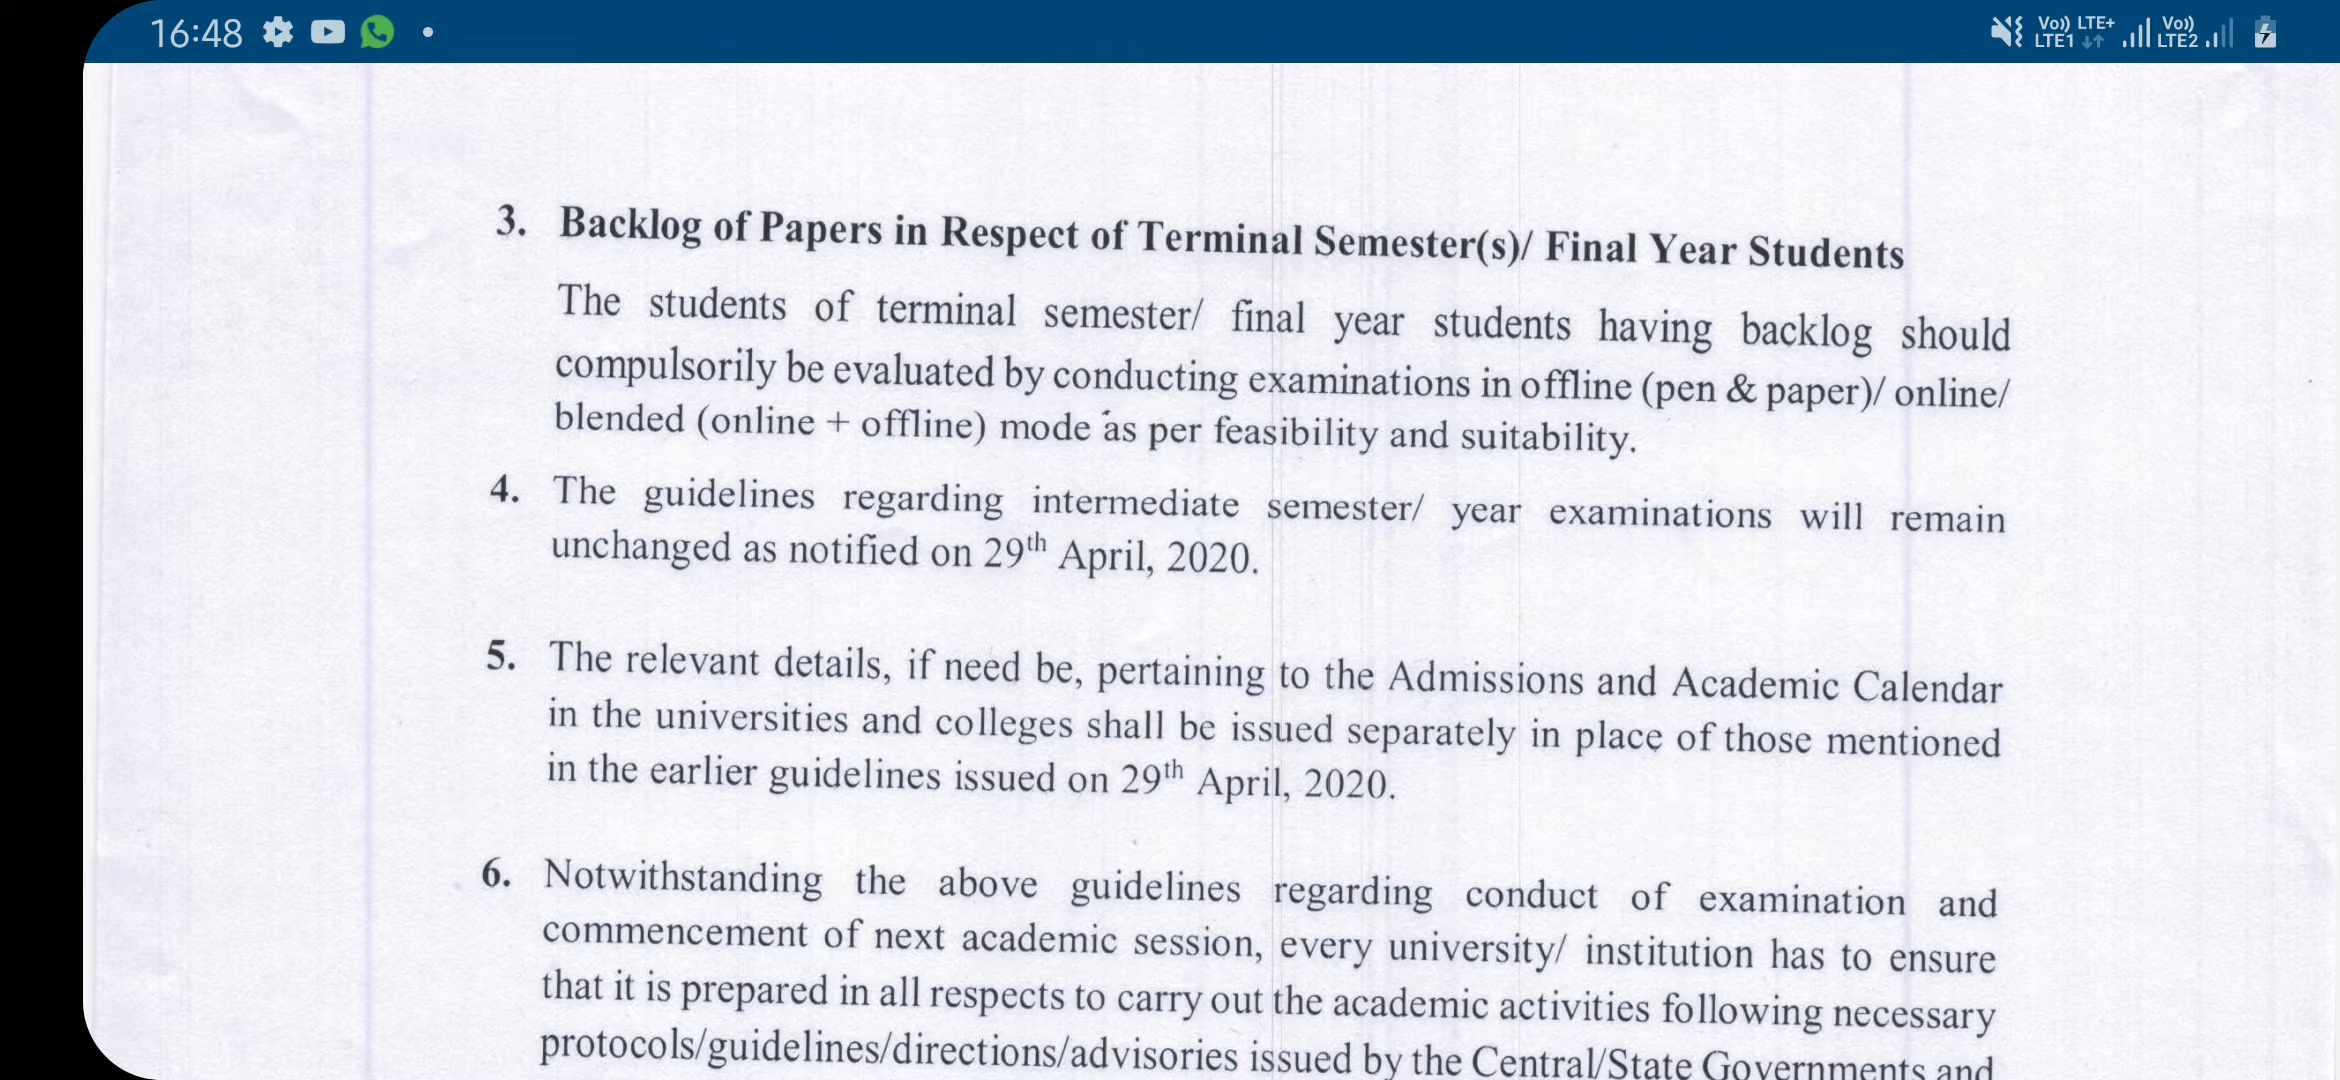 16:48
Vo)) LTE+ Vo))
LTE1 LTE2
3. Backlog of Papers in Respect of Terminal Semester(s)/ Final Year Students
The students of terminal semester/ final year students having backlog should
compulsorily be evaluated by conducting examinations in offline (pen & paper)/ online/
blended (online + offline) mode as per feasibility and suitability.
4. The guidelines regarding intermediate semester/ year examinations will remain
unchanged as notified on 29th April, 2020.
5. The relevant details, if need be, pertaining to the Admissions and Academic Calendar
in the universities and colleges shall be issued separately in place of those mentioned
in the earlier guidelines issued on 29th April, 2020.
6. Notwithstanding the above guidelines regarding conduct of examination and
commencement of next academic session, every university/ institution has to ensure
that it is prepared in all respects to carry out the academic activities following necessary
protocols/guidelines/directions/advisories issued by the Central/State Governments and